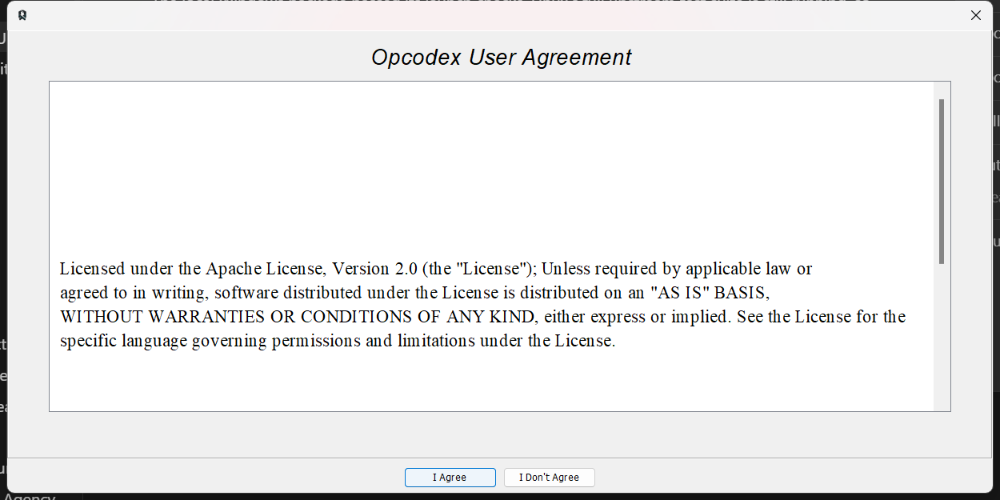 Opcodex User Agreement
Licensed under the Apache License, Version 2.0 (the "License"); Unless required by applicable law or
agreed to in writing, software distributed under the License is distributed on an "AS IS" BASIS,
WITHOUT WARRANTIES OR CONDITIONS OF ANY KIND, either express or implied. See the License for the
specific language governing permissions and limitations under the License.
I Agree
I Don't Agree
Agency